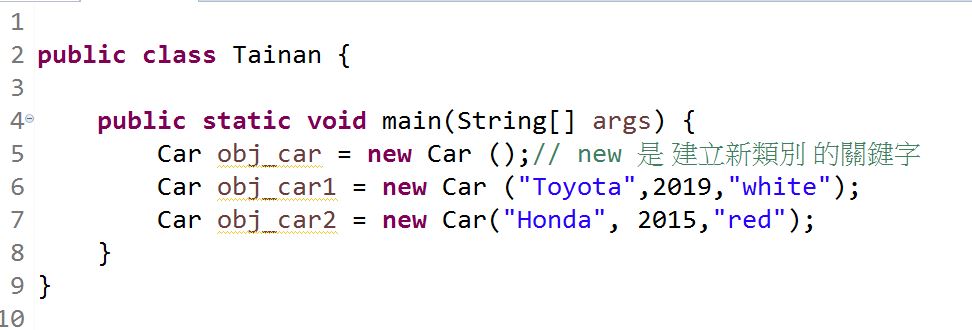 1
2 public class Tainan {
3
4 public static void main(String[] args) {
5 Car obj_car = new Car ();// new 是 建立新類別 的關鍵字
6 Car obj_car1 = new Car ("Toyota",2019,"white");
7 Car obj_car2 = new Car("Honda", 2015,"red");
8 }
9 }
10